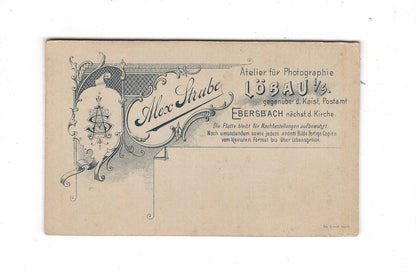 Atelier für Photographie
Alex Strube
LÖBAU i/S.
gegenüber d. Kaisl. Postamt
EBERSBACH nächst d. Kirche.
Die Platte bleibt für Nachbestellungen aufbewahrt.
Nach umstehendem sowie jedem andern Bilde fertige Copien
vom kleinsten Format bis über Lebensgrösse.
AS